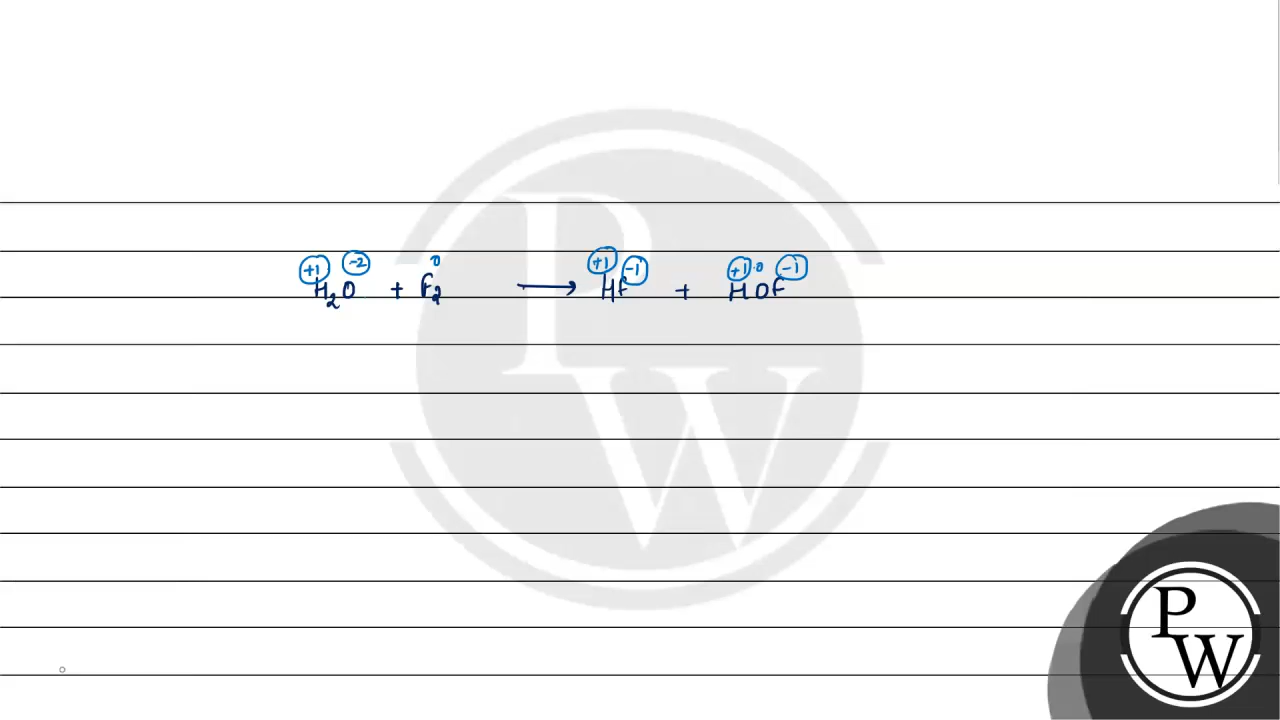 +1 -2 0 +1 -1 +1 0 -1
H₂O + F₂ ⟶ HF + HOF
P
W
P
W